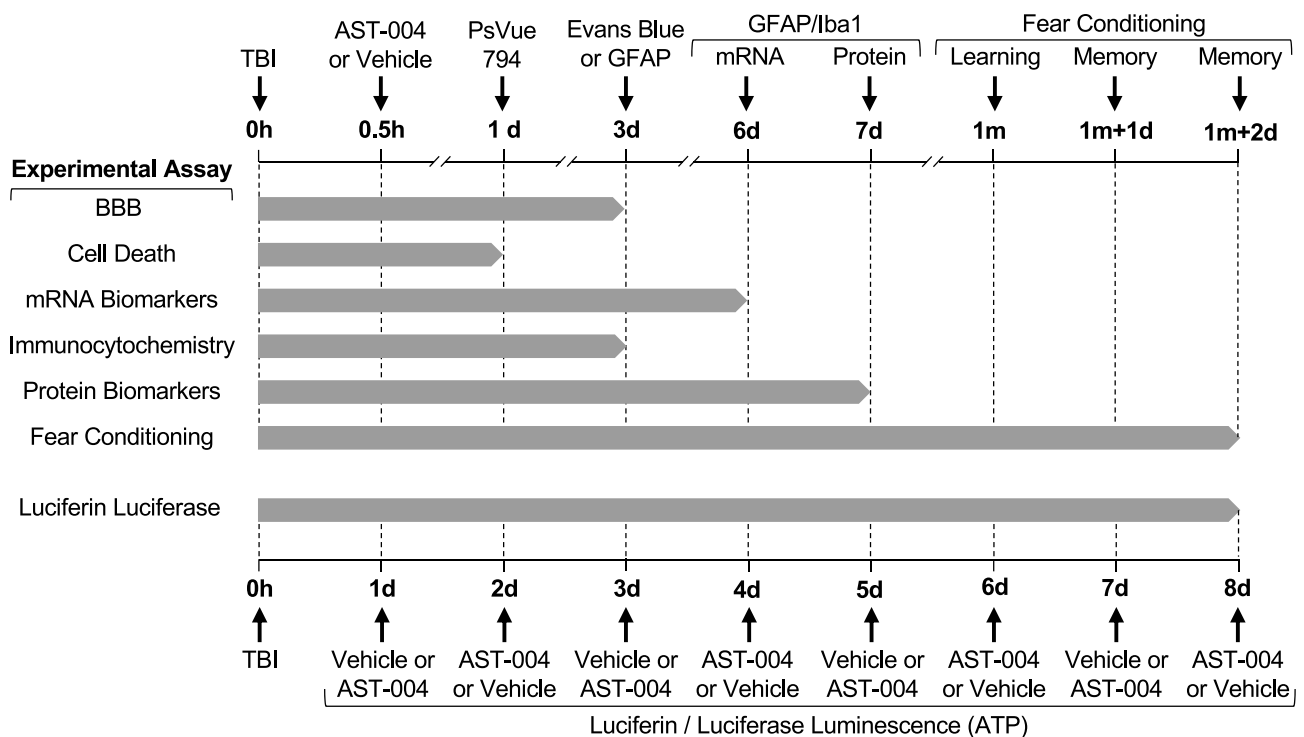 GFAP/Iba1 Fear Conditioning
AST-004 PsVue Evans Blue
TBI or Vehicle 794 or GFAP mRNA Protein Learning Memory Memory
0h 0.5h 1 d 3d 6d 7d 1m 1m+1d 1m+2d
Experimental Assay
BBB
Cell Death
mRNA Biomarkers
Immunocytochemistry
Protein Biomarkers
Fear Conditioning
Luciferin Luciferase
0h 1d 2d 3d 4d 5d 6d 7d 8d
TBI Vehicle or AST-004 Vehicle or AST-004 Vehicle or AST-004 Vehicle or AST-004
AST-004 or Vehicle AST-004 or Vehicle AST-004 or Vehicle AST-004 or Vehicle
Luciferin / Luciferase Luminescence (ATP)